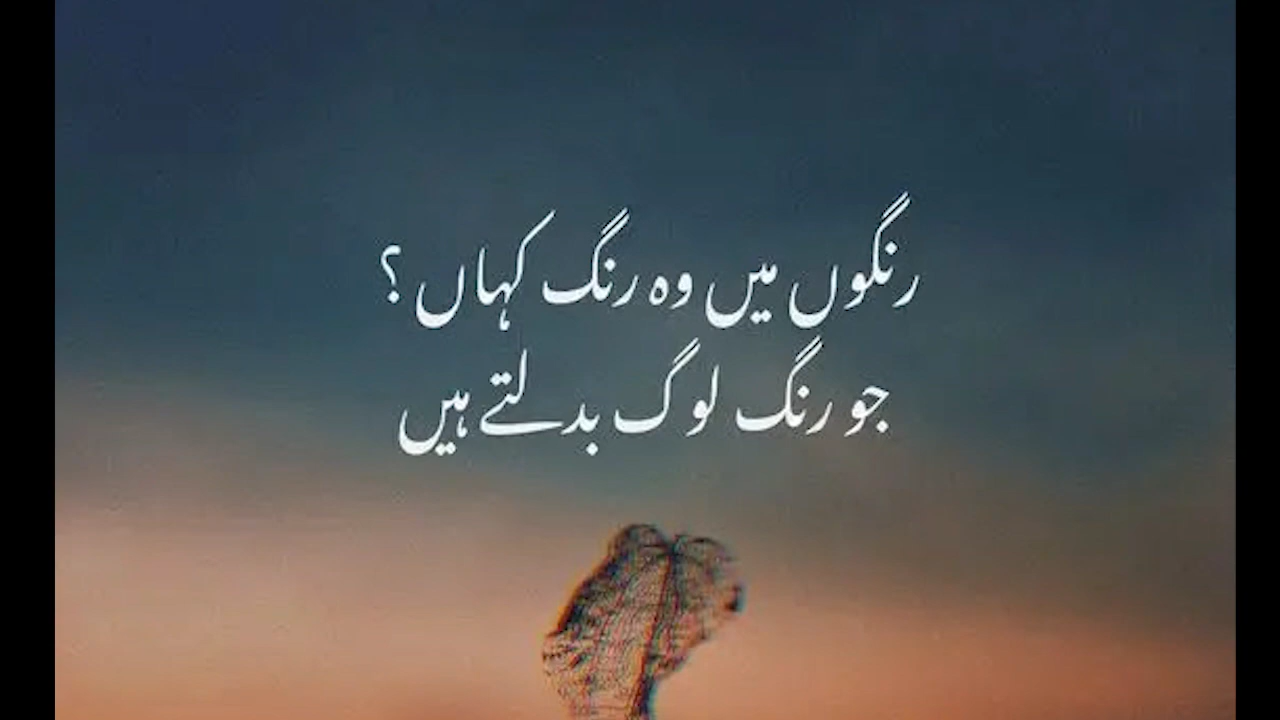 رنگوں میں وہ رنگ کہاں ؟
جو رنگ لوگ بدلتے ہیں